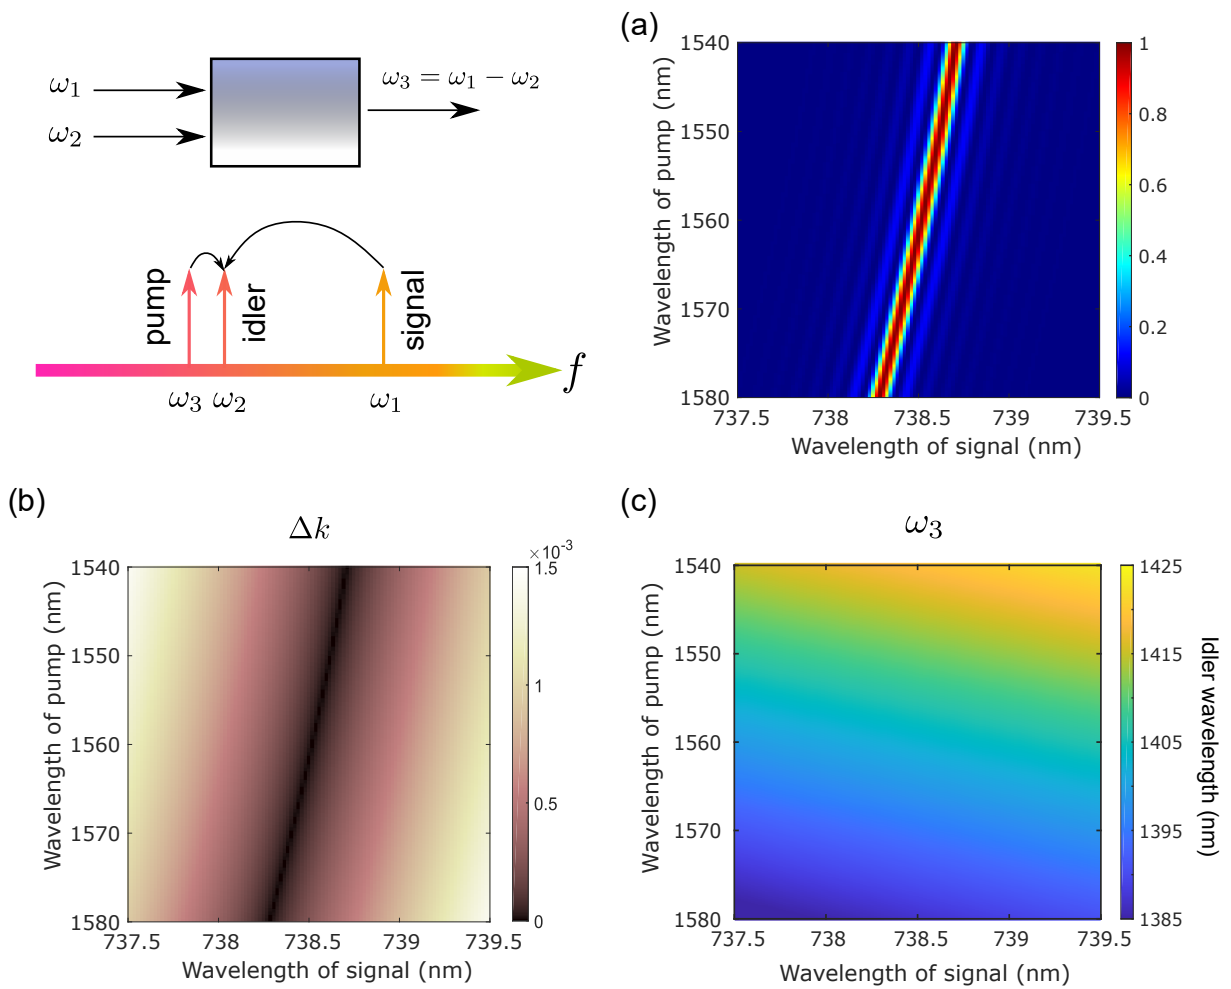 ω₁
ω₂
ω₃ = ω₁ − ω₂
pump
idler
signal
f
ω₃ ω₂ ω₁
(a)
1540
1550
1560
1570
1580
Wavelength of pump (nm)
737.5 738 738.5 739 739.5
Wavelength of signal (nm)
1
0.8
0.6
0.4
0.2
0
(b)
Δk
×10⁻³
1540
1550
1560
1570
1580
Wavelength of pump (nm)
737.5 738 738.5 739 739.5
Wavelength of signal (nm)
1.5
1
0.5
0
(c)
ω₃
1540
1550
1560
1570
1580
Wavelength of pump (nm)
737.5 738 738.5 739 739.5
Wavelength of signal (nm)
1425
1415
1405
1395
1385
Idler wavelength (nm)